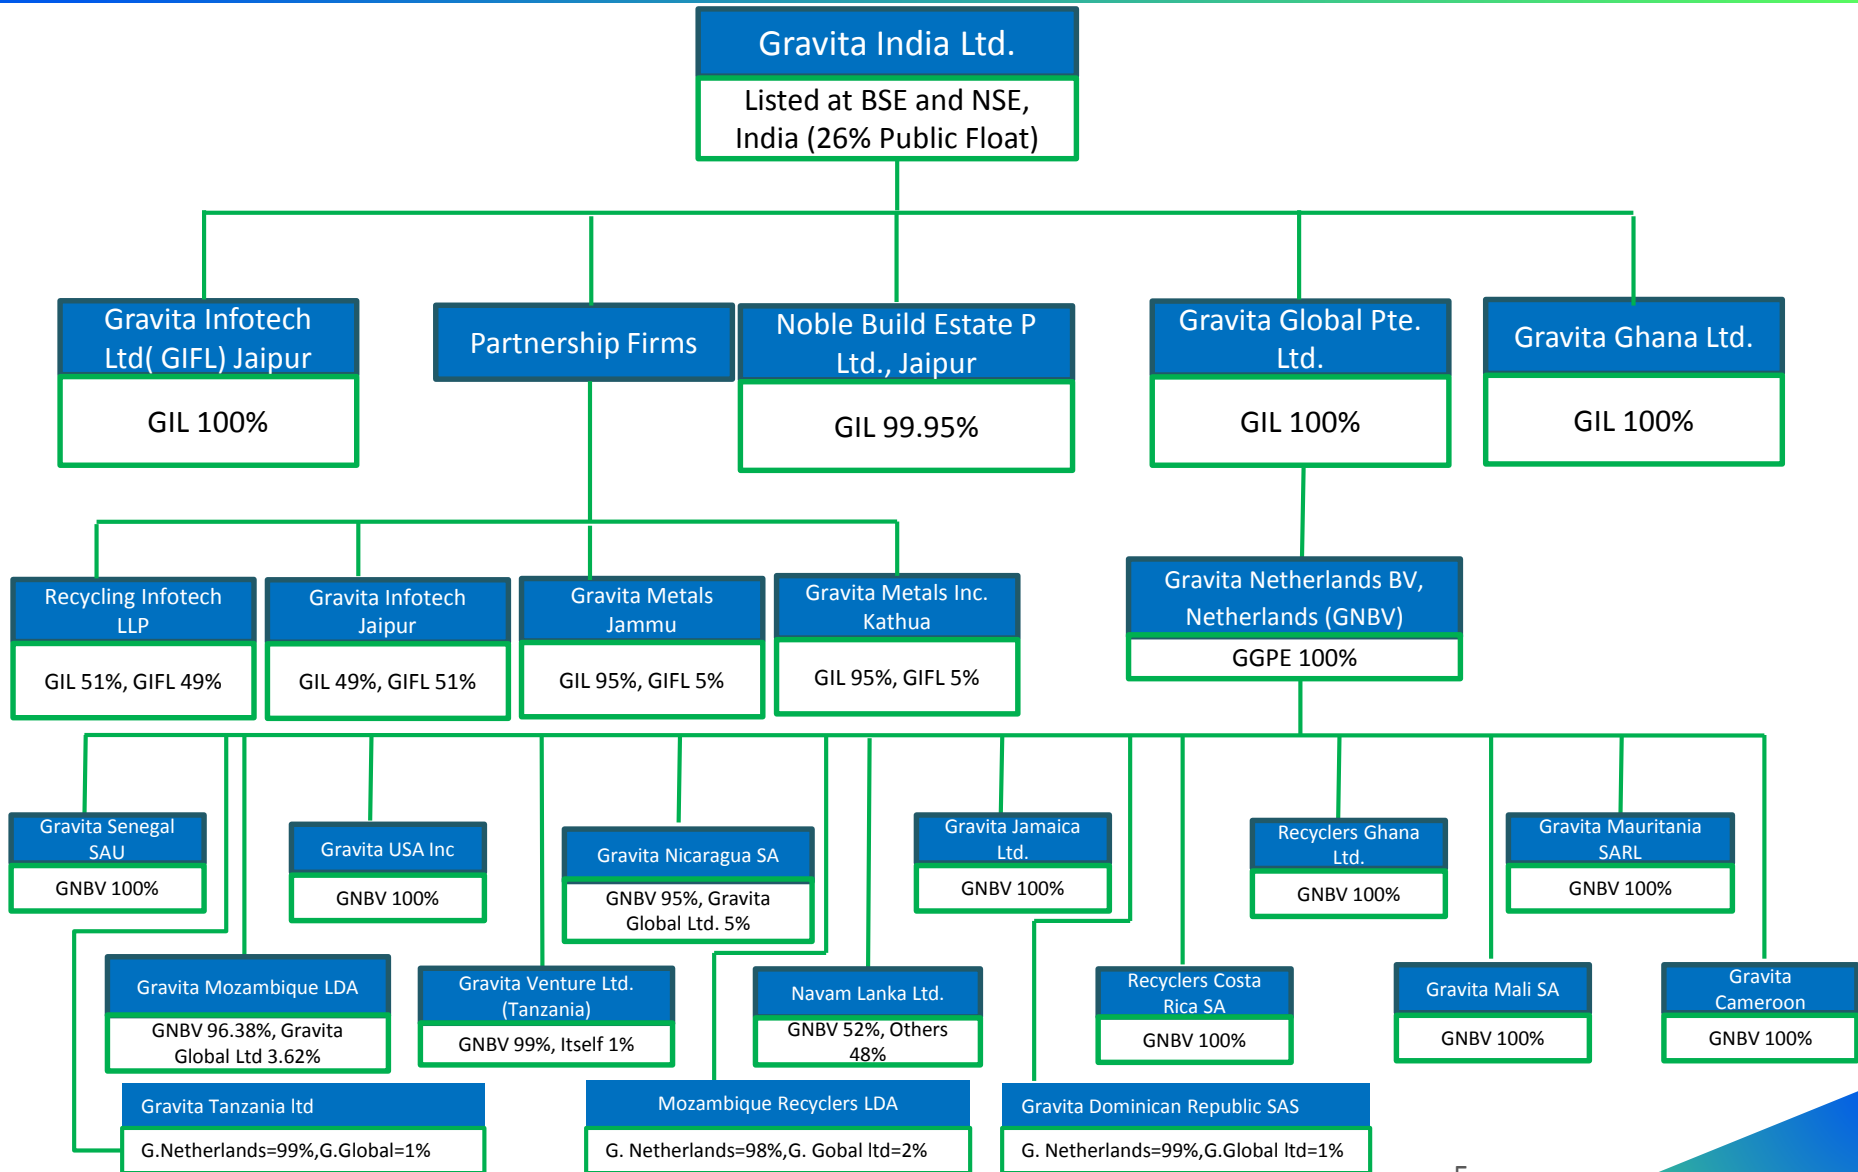 Gravita India Ltd.
Listed at BSE and NSE,
India (26% Public Float)
Gravita Infotech
Ltd( GIFL) Jaipur
GIL 100%
Partnership Firms
Noble Build Estate P
Ltd., Jaipur
GIL 99.95%
Gravita Global Pte.
Ltd.
GIL 100%
Gravita Ghana Ltd.
GIL 100%
Recycling Infotech
LLP
GIL 51%, GIFL 49%
Gravita Infotech
Jaipur
GIL 49%, GIFL 51%
Gravita Metals
Jammu
GIL 95%, GIFL 5%
Gravita Metals Inc.
Kathua
GIL 95%, GIFL 5%
Gravita Netherlands BV,
Netherlands (GNBV)
GGPE 100%
Gravita Senegal
SAU
GNBV 100%
Gravita USA Inc
GNBV 100%
Gravita Nicaragua SA
GNBV 95%, Gravita
Global Ltd. 5%
Gravita Jamaica
Ltd.
GNBV 100%
Recyclers Ghana
Ltd.
GNBV 100%
Gravita Mauritania
SARL
GNBV 100%
Gravita Mozambique LDA
GNBV 96.38%, Gravita
Global Ltd 3.62%
Gravita Venture Ltd.
(Tanzania)
GNBV 99%, Itself 1%
Navam Lanka Ltd.
GNBV 52%, Others
48%
Recyclers Costa
Rica SA
GNBV 100%
Gravita Mali SA
GNBV 100%
Gravita
Cameroon
GNBV 100%
Gravita Tanzania ltd
G.Netherlands=99%,G.Global=1%
Mozambique Recyclers LDA
G. Netherlands=98%,G. Gobal ltd=2%
Gravita Dominican Republic SAS
G. Netherlands=99%,G.Global ltd=1%